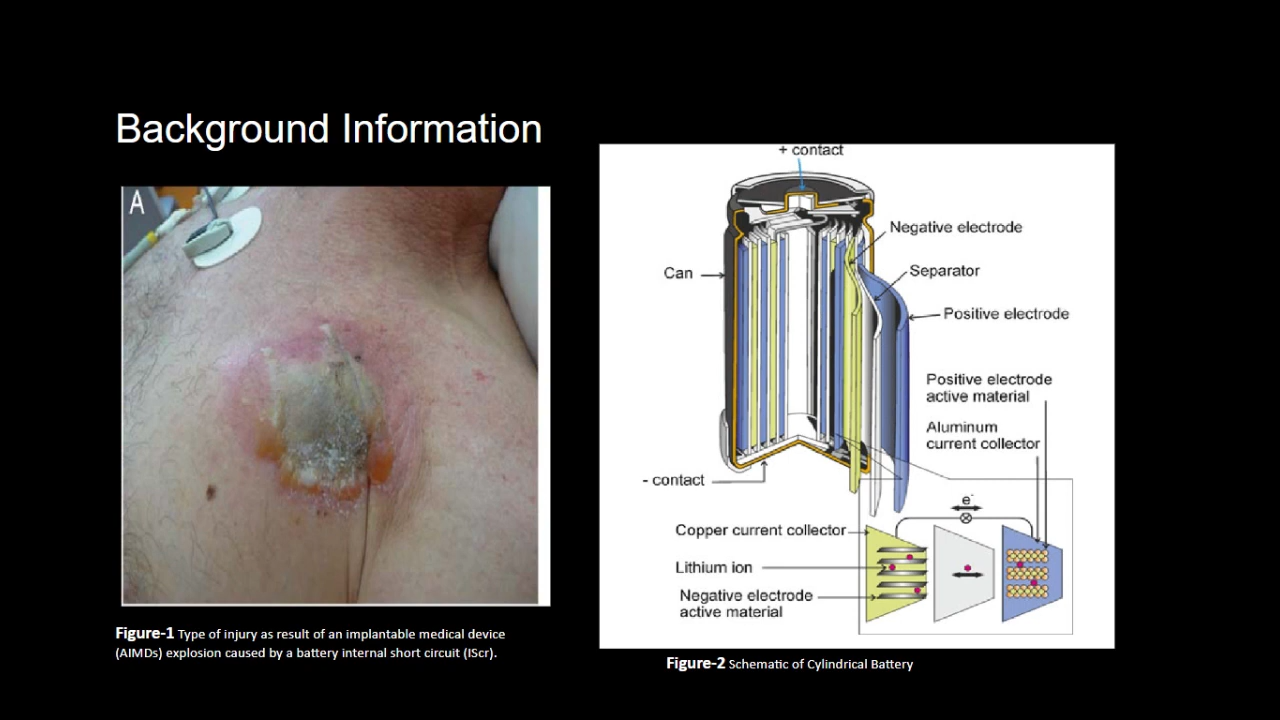 Background Information
A
Figure-1 Type of injury as result of an implantable medical device
(AIMDs) explosion caused by a battery internal short circuit (IScr).
+ contact
Negative electrode
Can
Separator
Positive electrode
Positive electrode
active material
Aluminum
current collector
- contact
e-
Copper current collector
Lithium ion
Negative electrode
active material
Figure-2 Schematic of Cylindrical Battery